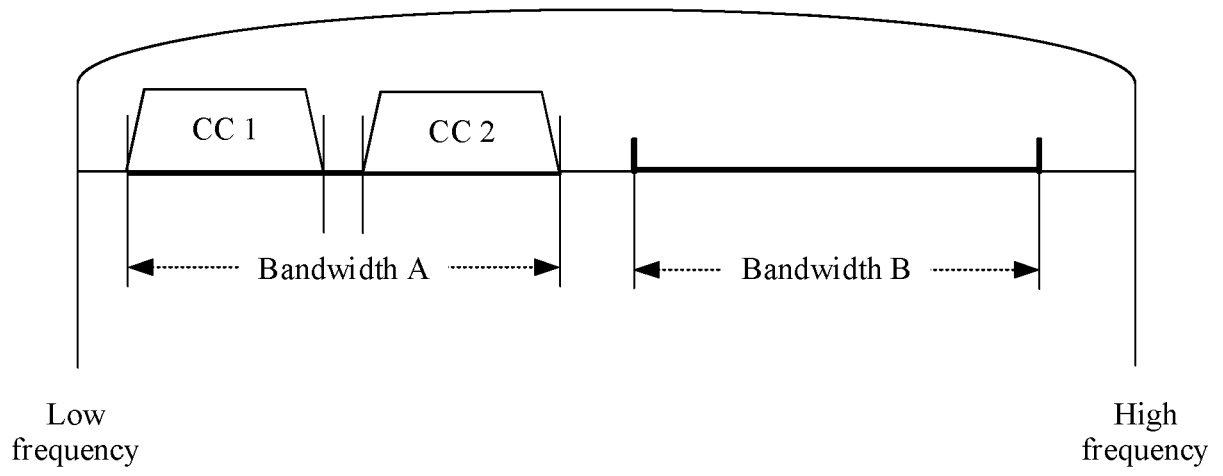 CC 1
CC 2
Bandwidth A
Bandwidth B
Low
frequency
High
frequency